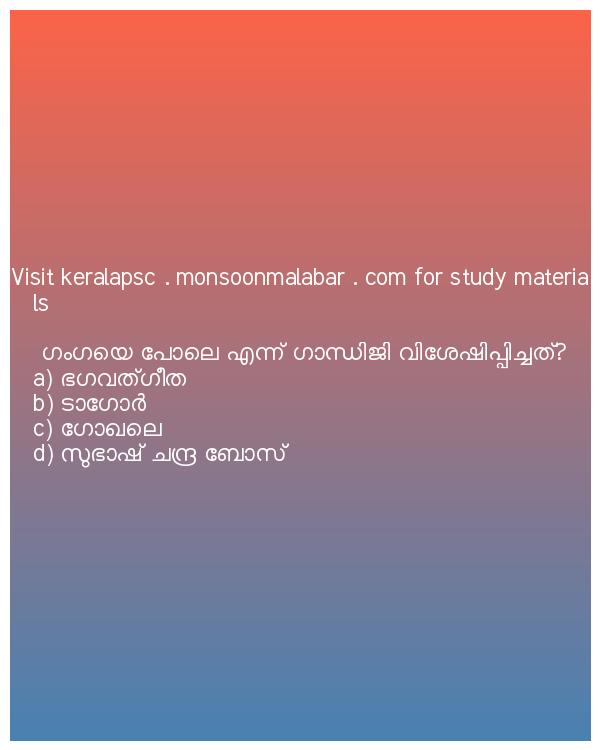 Visit keralapsc . monsoonmalabar . com for study materia
ls
ഗംഗയെ പോലെ എന്ന് ഗാന്ധിജി വിശേഷിപ്പിച്ചത്?
a) ഭഗവത്ഗീത
b) ടാഗോർ
c) ഗോഖലെ
d) സുഭാഷ് ചന്ദ്ര ബോസ്